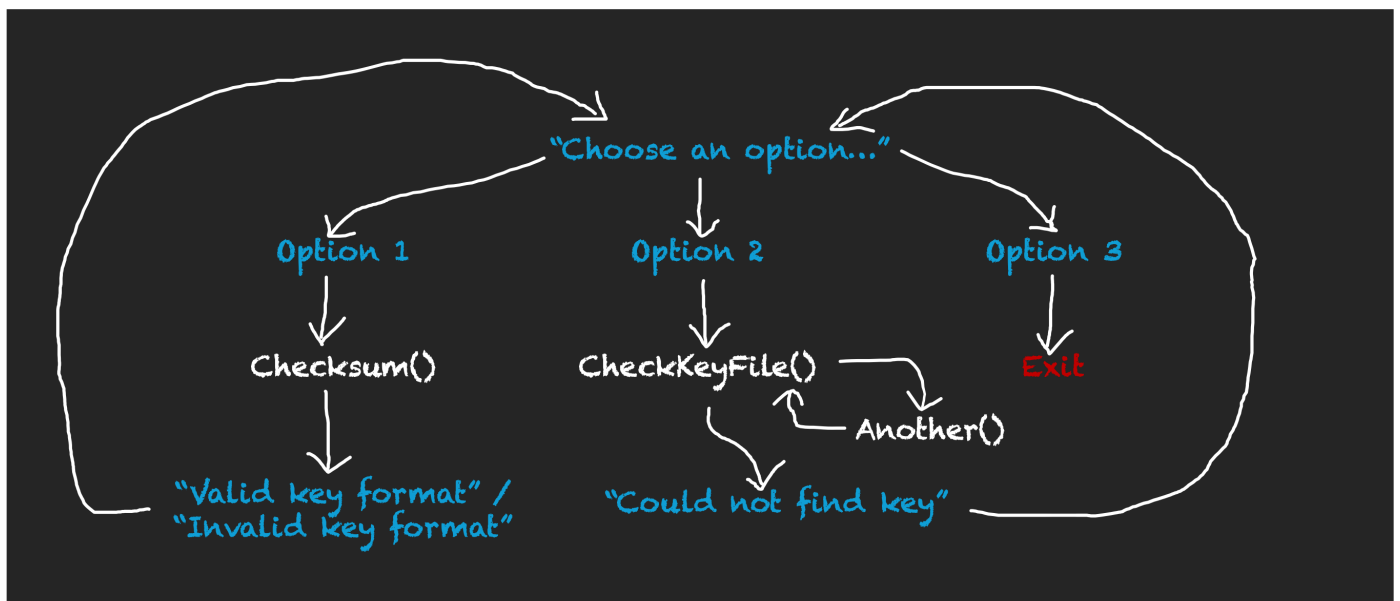 “Choose an option...”
Option 1
Option 2
Option 3
Checksum()
CheckKeyFile()
Exit
Another()
“Valid key format” /
“Invalid key format”
“Could not find key”